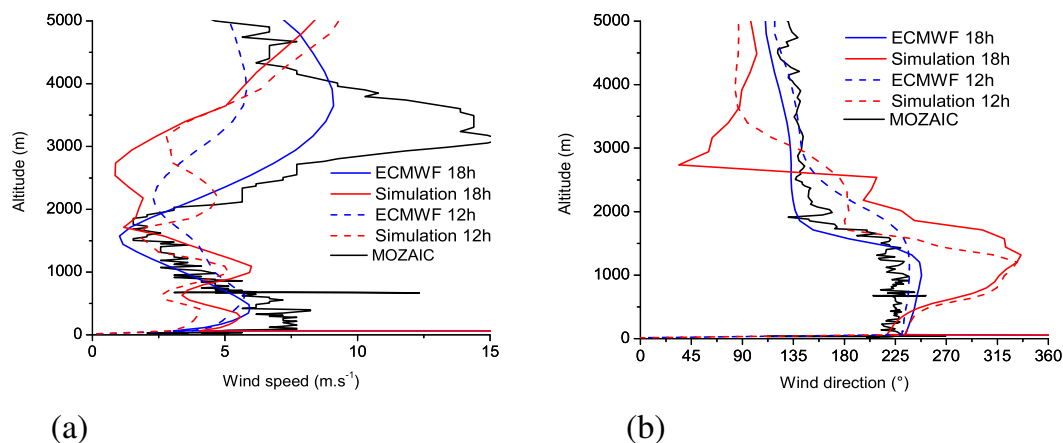 5000
4000
3000
2000
1000
0
Altitude (m)
0 5 10 15
Wind speed (m.s-1)
ECMWF 18h
Simulation 18h
ECMWF 12h
Simulation 12h
MOZAIC
(a)
5000
4000
3000
2000
1000
0
Altitude (m)
0 45 90 135 180 225 270 315 360
Wind direction (°)
ECMWF 18h
Simulation 18h
ECMWF 12h
Simulation 12h
MOZAIC
(b)